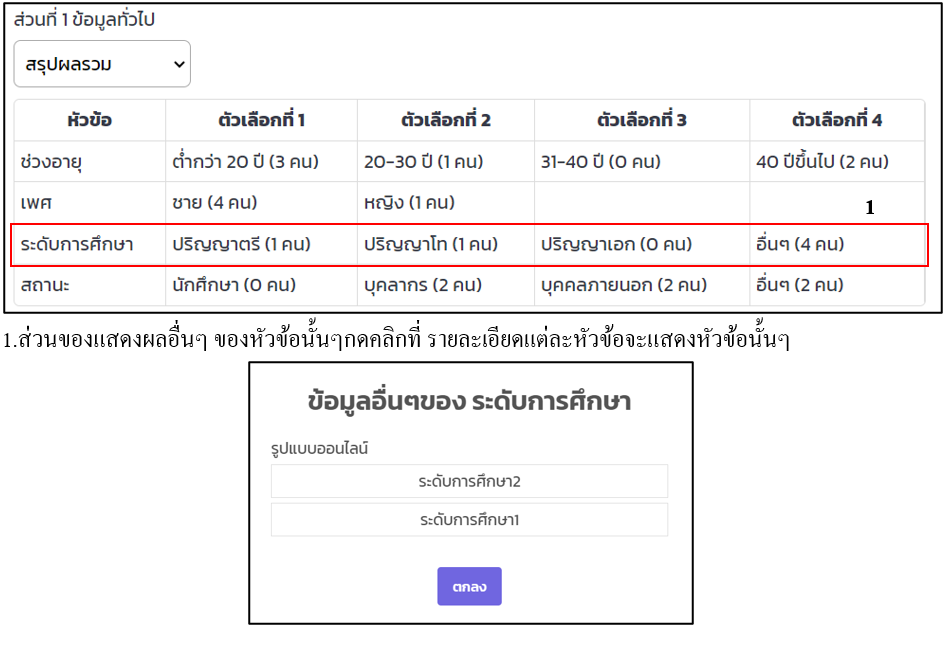 ส่วนที่ 1 ข้อมูลทั่วไป
สรุปผลรวม
หัวข้อ ตัวเลือกที่ 1 ตัวเลือกที่ 2 ตัวเลือกที่ 3 ตัวเลือกที่ 4
ช่วงอายุ ต่ำกว่า 20 ปี (3 คน) 20-30 ปี (1 คน) 31-40 ปี (0 คน) 40 ปีขึ้นไป (2 คน)
เพศ ชาย (4 คน) หญิง (1 คน) 1
ระดับการศึกษา ปริญญาตรี (1 คน) ปริญญาโท (1 คน) ปริญญาเอก (0 คน) อื่นๆ (4 คน)
สถานะ นักศึกษา (0 คน) บุคลากร (2 คน) บุคคลภายนอก (2 คน) อื่นๆ (2 คน)
1.ส่วนของแสดงผลอื่นๆ ของหัวข้อนั้นๆกดคลิกที่ รายละเอียดแต่ละหัวข้อจะแสดงหัวข้อนั้นๆ
ข้อมูลอื่นๆของ ระดับการศึกษา
รูปแบบออนไลน์
ระดับการศึกษา2
ระดับการศึกษา1
ตกลง